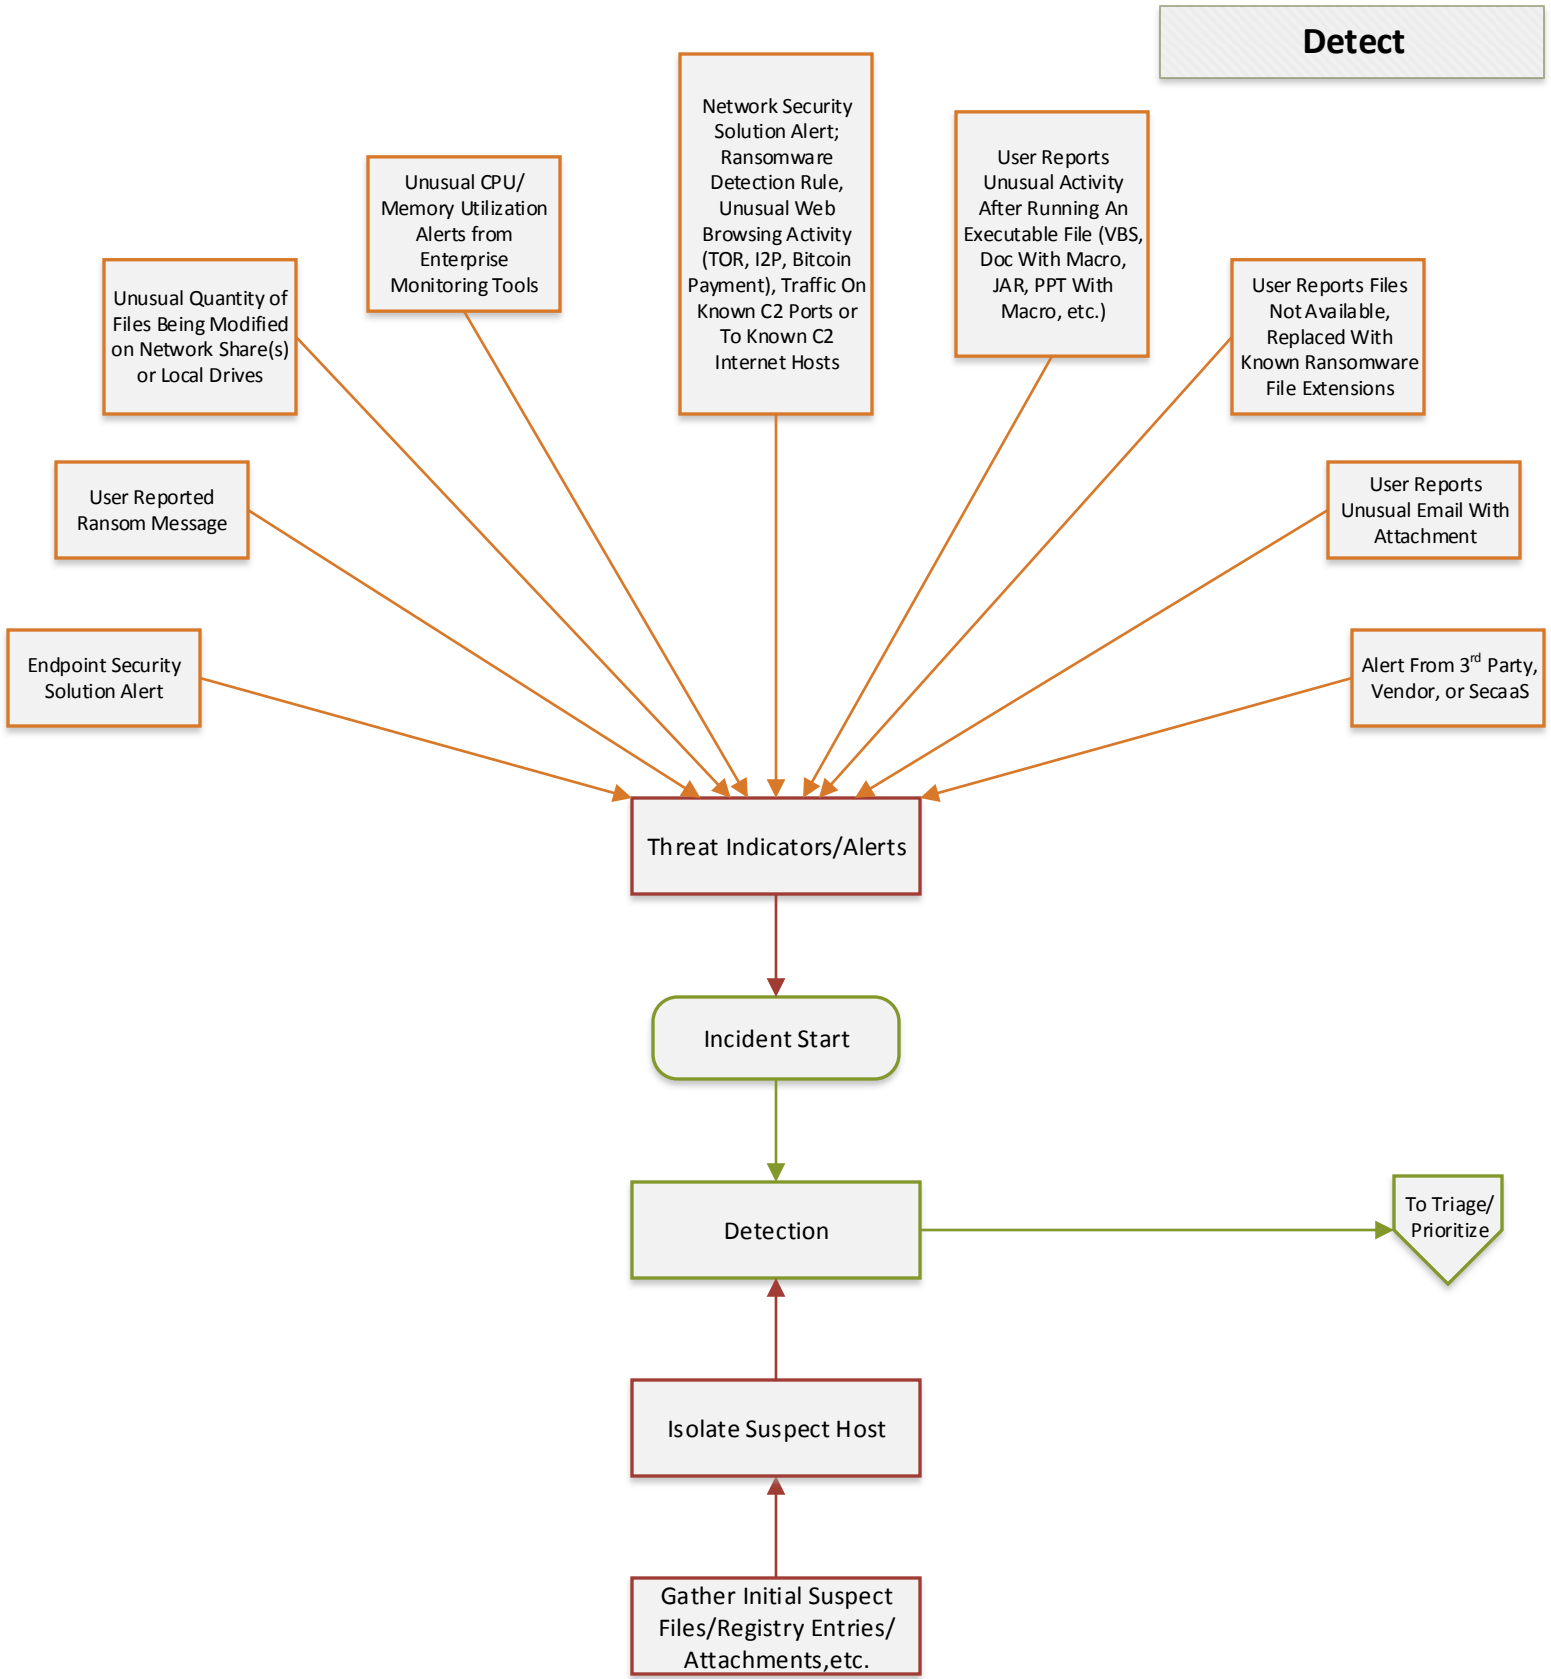 Detect
Network Security
Solution Alert;
Ransomware
Detection Rule,
Unusual Web
Browsing Activity
(TOR, I2P, Bitcoin
Payment), Traffic On
Known C2 Ports or
To Known C2
Internet Hosts
User Reports
Unusual Activity
After Running An
Executable File (VBS,
Doc With Macro,
JAR, PPT With
Macro, etc.)
Unusual CPU/
Memory Utilization
Alerts from
Enterprise
Monitoring Tools
Unusual Quantity of
Files Being Modified
on Network Share(s)
or Local Drives
User Reports Files
Not Available,
Replaced With
Known Ransomware
File Extensions
User Reported
Ransom Message
User Reports
Unusual Email With
Attachment
Endpoint Security
Solution Alert
Alert From 3rd Party,
Vendor, or SecaaS
Threat Indicators/Alerts
Incident Start
Detection
To Triage/
Prioritize
Isolate Suspect Host
Gather Initial Suspect
Files/Registry Entries/
Attachments,etc.